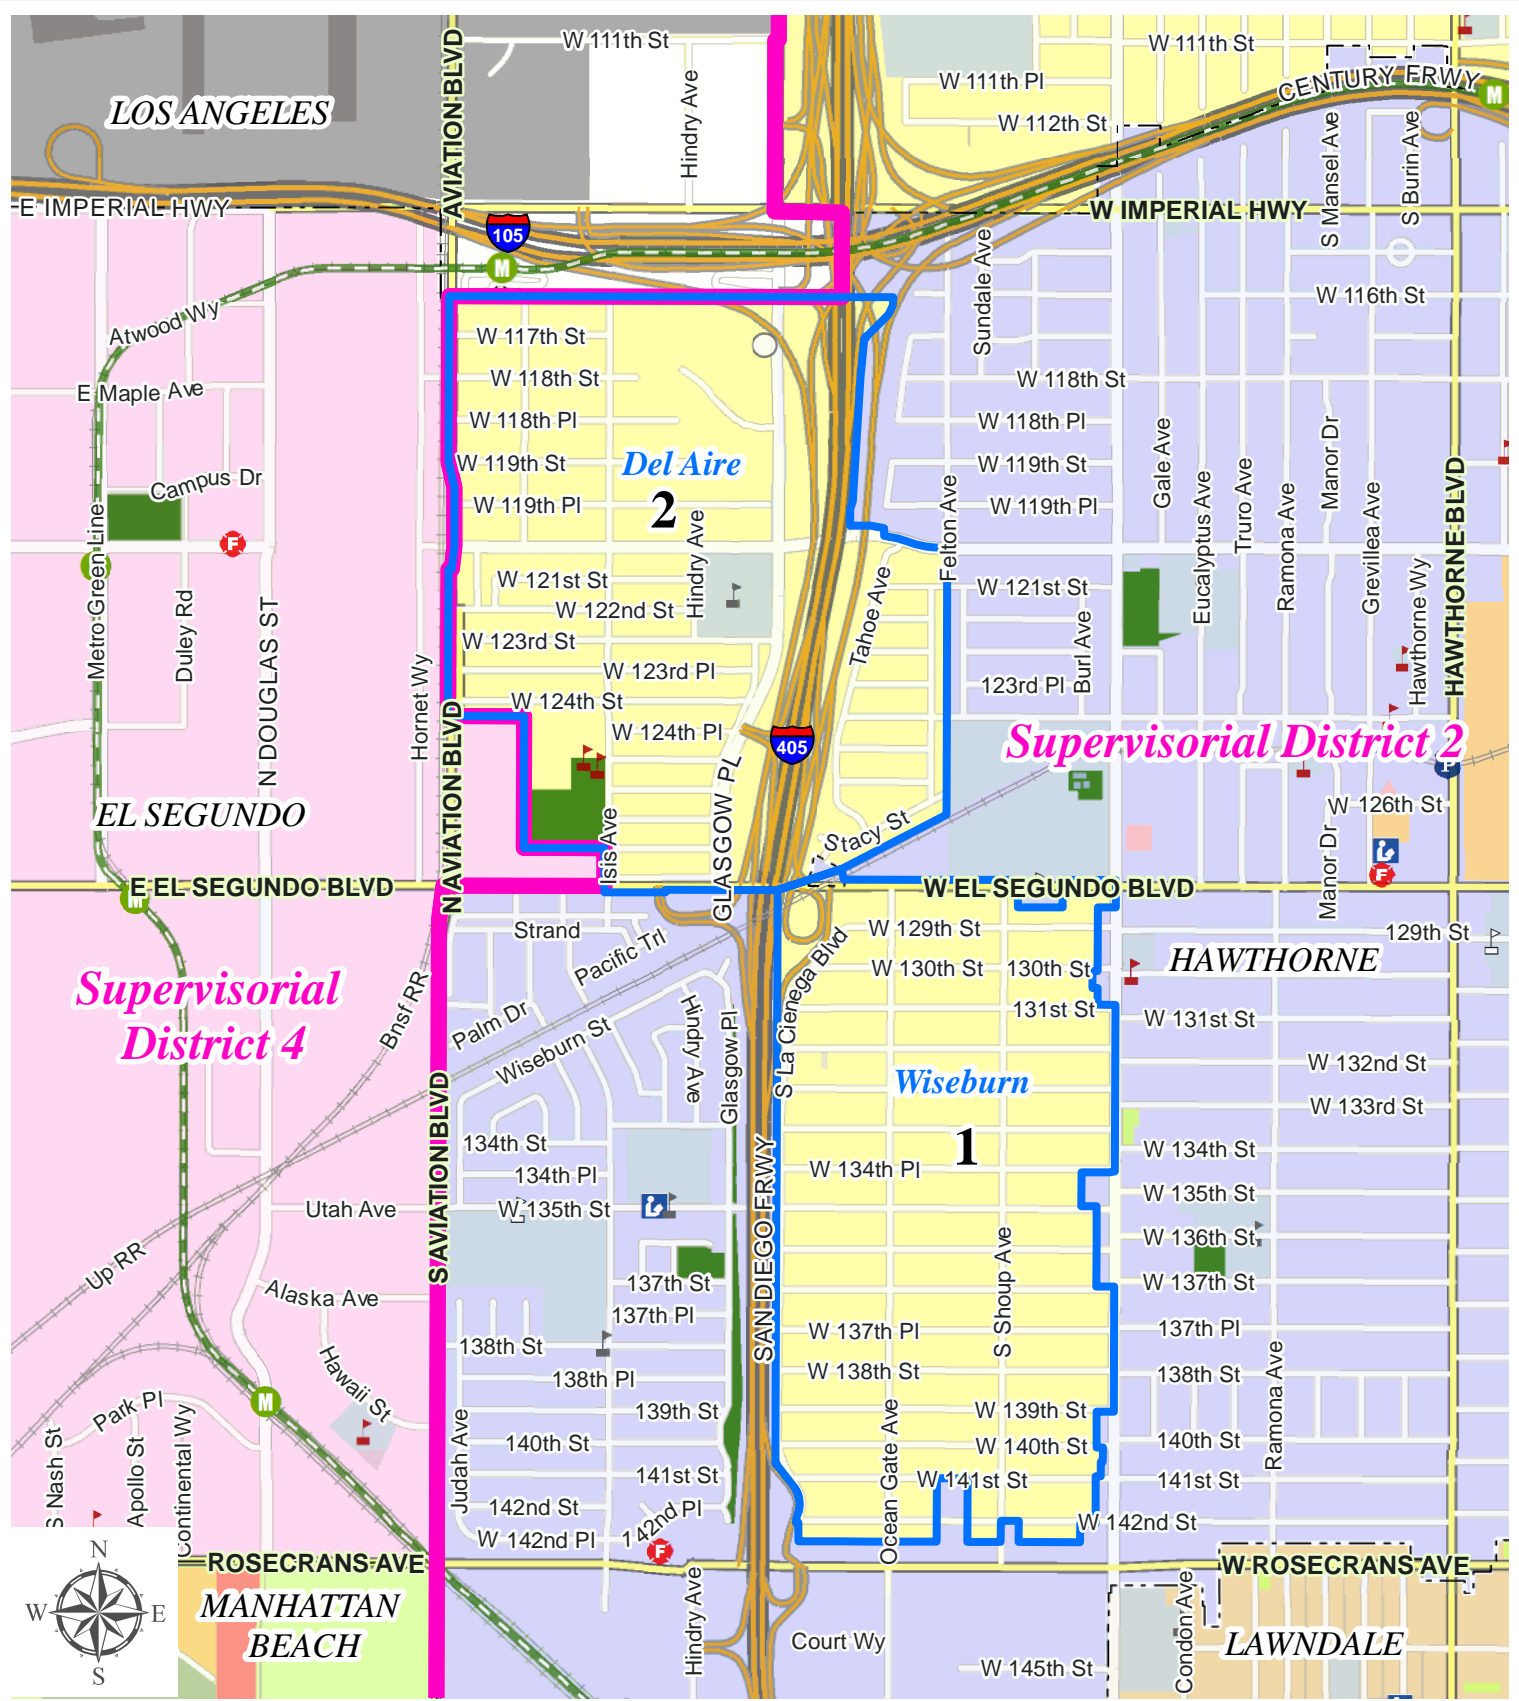 W 111th St
W 111th St
AVIATION BLVD
Hindry Ave
W 111th Pl
CENTURY FRWY
M
LOS ANGELES
W 112th St
S Mansel Ave
S Burin Ave
E IMPERIAL HWY
W IMPERIAL HWY
105
M
Sundale Ave
Atwood Wy
W 116th St
W 117th St
E Maple Ave
W 118th St
W 118th St
W 118th Pl
W 118th Pl
Gale Ave
Manor Dr
Del Aire
2
W 119th St
W 119th St
Campus Dr
W 119th Pl
W 119th Pl
Felton Ave
Eucalyptus Ave
Truro Ave
Ramona Ave
Grevillea Ave
HAWTHORNE BLVD
Metro Green Line
F
Hindry Ave
W 121st St
W 121st St
W 122nd St
Duley Rd
N DOUGLAS ST
Hornet Wy
W 123rd St
W 123rd Pl
Tahoe Ave
123rd Pl
Burl Ave
Hawthorne Wy
W 124th St
W 124th Pl
N AVIATION BLVD
405
Supervisorial District 2
P
GLASGOW PL
EL SEGUNDO
Isis Ave
Stacy St
W 126th St
Manor Dr
F
E EL SEGUNDO BLVD
W EL SEGUNDO BLVD
M
Strand
Pacific Trl
W 129th St
129th St
W 130th St
130th St
HAWTHORNE
Supervisorial
District 4
Bnsf RR
Palm Dr
Wiseburn St
Hindry Ave
Glasgow Pl
S La Cienega Blvd
131st St
W 131st St
W 132nd St
Wiseburn
1
W 133rd St
S AVIATION BLVD
134th St
W 134th St
134th Pl
W 134th Pl
SAN DIEGO FRWY
Utah Ave
W 135th St
W 135th St
W 136th St
Up RR
Alaska Ave
137th St
W 137th St
S Shoup Ave
137th Pl
W 137th Pl
137th Pl
138th St
W 138th St
138th St
Hawaii St
138th Pl
Ramona Ave
M
Park Pl
139th St
W 139th St
Judah Ave
140th St
Ocean Gate Ave
W 140th St
140th St
S Nash St
Apollo St
Continental Wy
141st St
W 141st St
141st St
142nd St
142nd Pl
W 142nd St
W 142nd Pl
F
ROSECRANS AVE
W ROSECRANS AVE
N
W
E
S
MANHATTAN
BEACH
Hindry Ave
Court Wy
W 145th St
Condon Ave
LAWNDALE